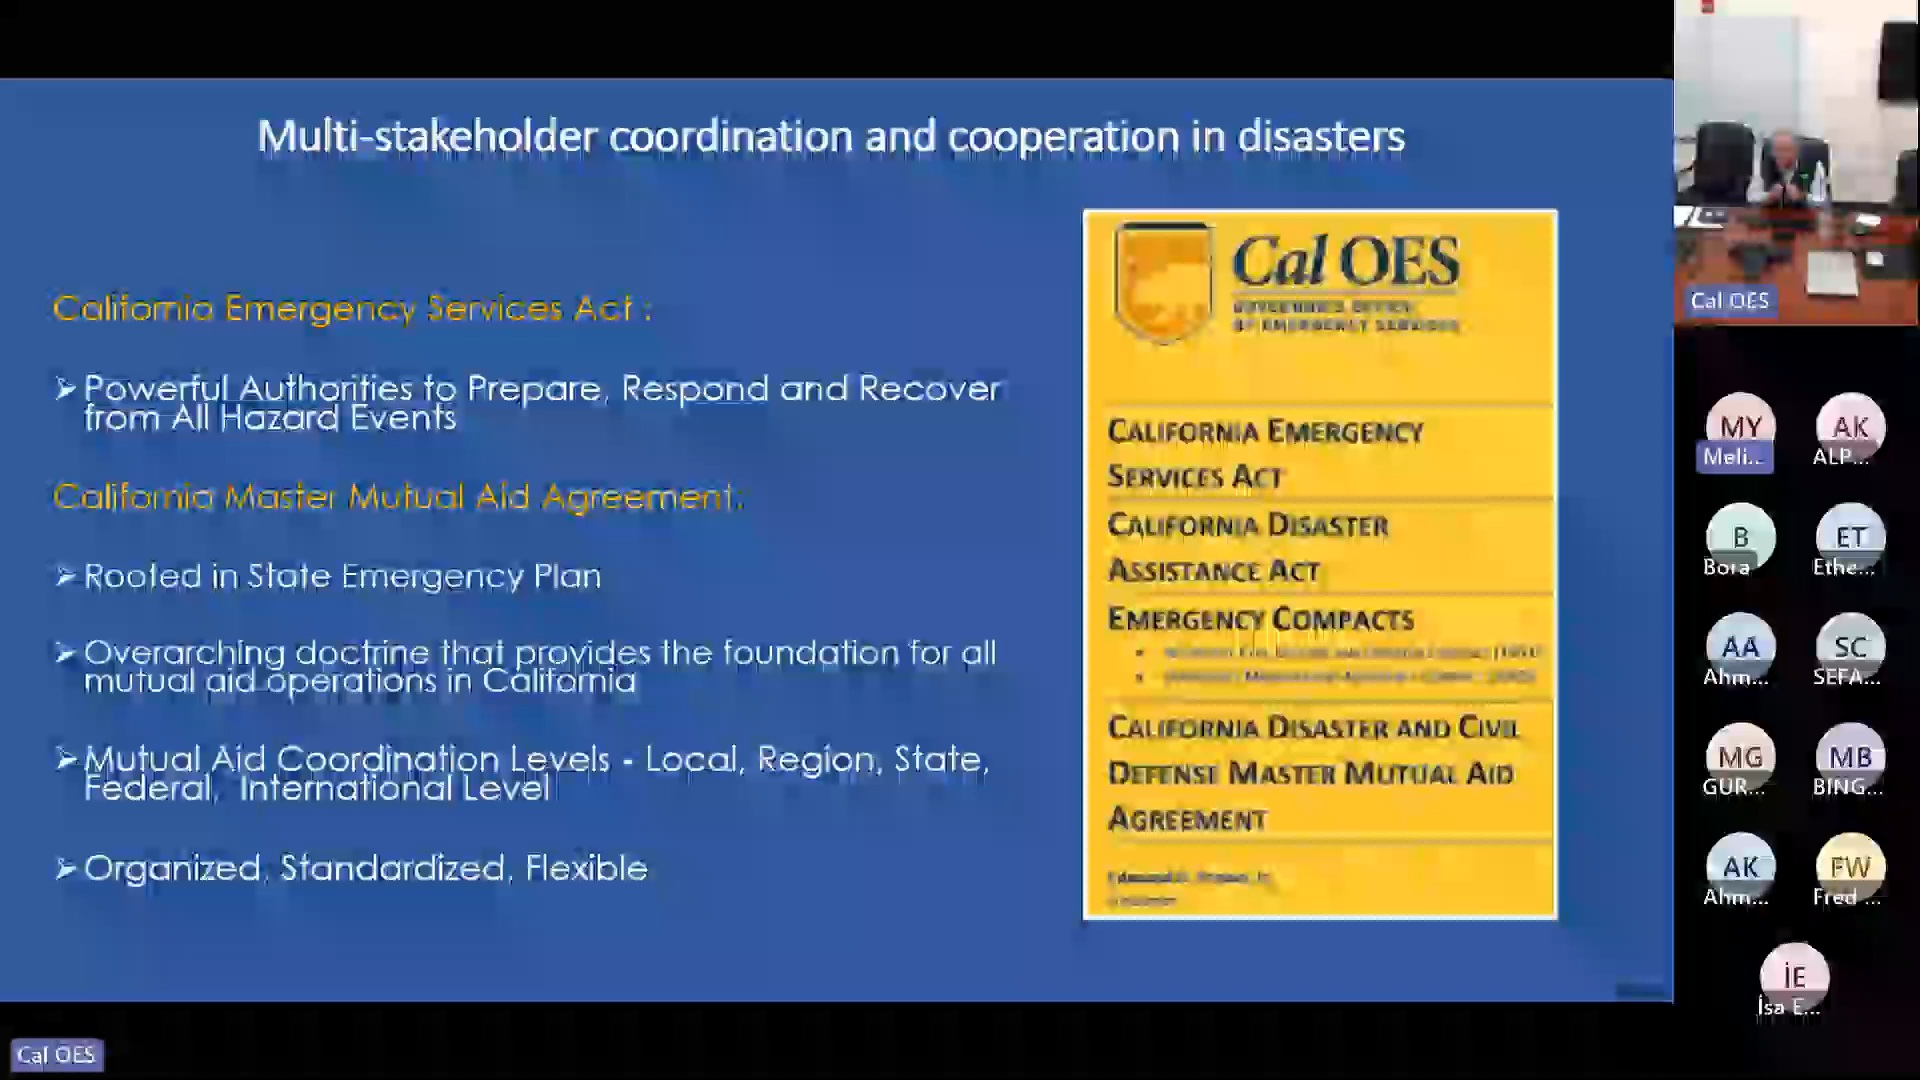 Multi-stakeholder coordination and cooperation in disasters
California Emergency Services Act :
➢ Powerful Authorities to Prepare, Respond and Recover
from All Hazard Events
California Master Mutual Aid Agreement:
➢ Rooted in State Emergency Plan
➢ Overarching doctrine that provides the foundation for all
mutual aid operations in California
➢ Mutual Aid Coordination Levels - Local, Region, State,
Federal, International Level
➢ Organized, Standardized, Flexible
Cal OES
GOVERNOR'S OFFICE
OF EMERGENCY SERVICES
CALIFORNIA EMERGENCY
SERVICES ACT
CALIFORNIA DISASTER
ASSISTANCE ACT
EMERGENCY COMPACTS
CALIFORNIA DISASTER AND CIVIL
DEFENSE MASTER MUTUAL AID
AGREEMENT
Cal OES
Cal OES
MY
Meli...
AK
ALP...
B
Bora
ET
Ethe...
AA
Ahm...
SC
SEFA...
MG
GUR...
MB
BING...
AK
Ahm...
FW
Fred ...
İE
İsa E...